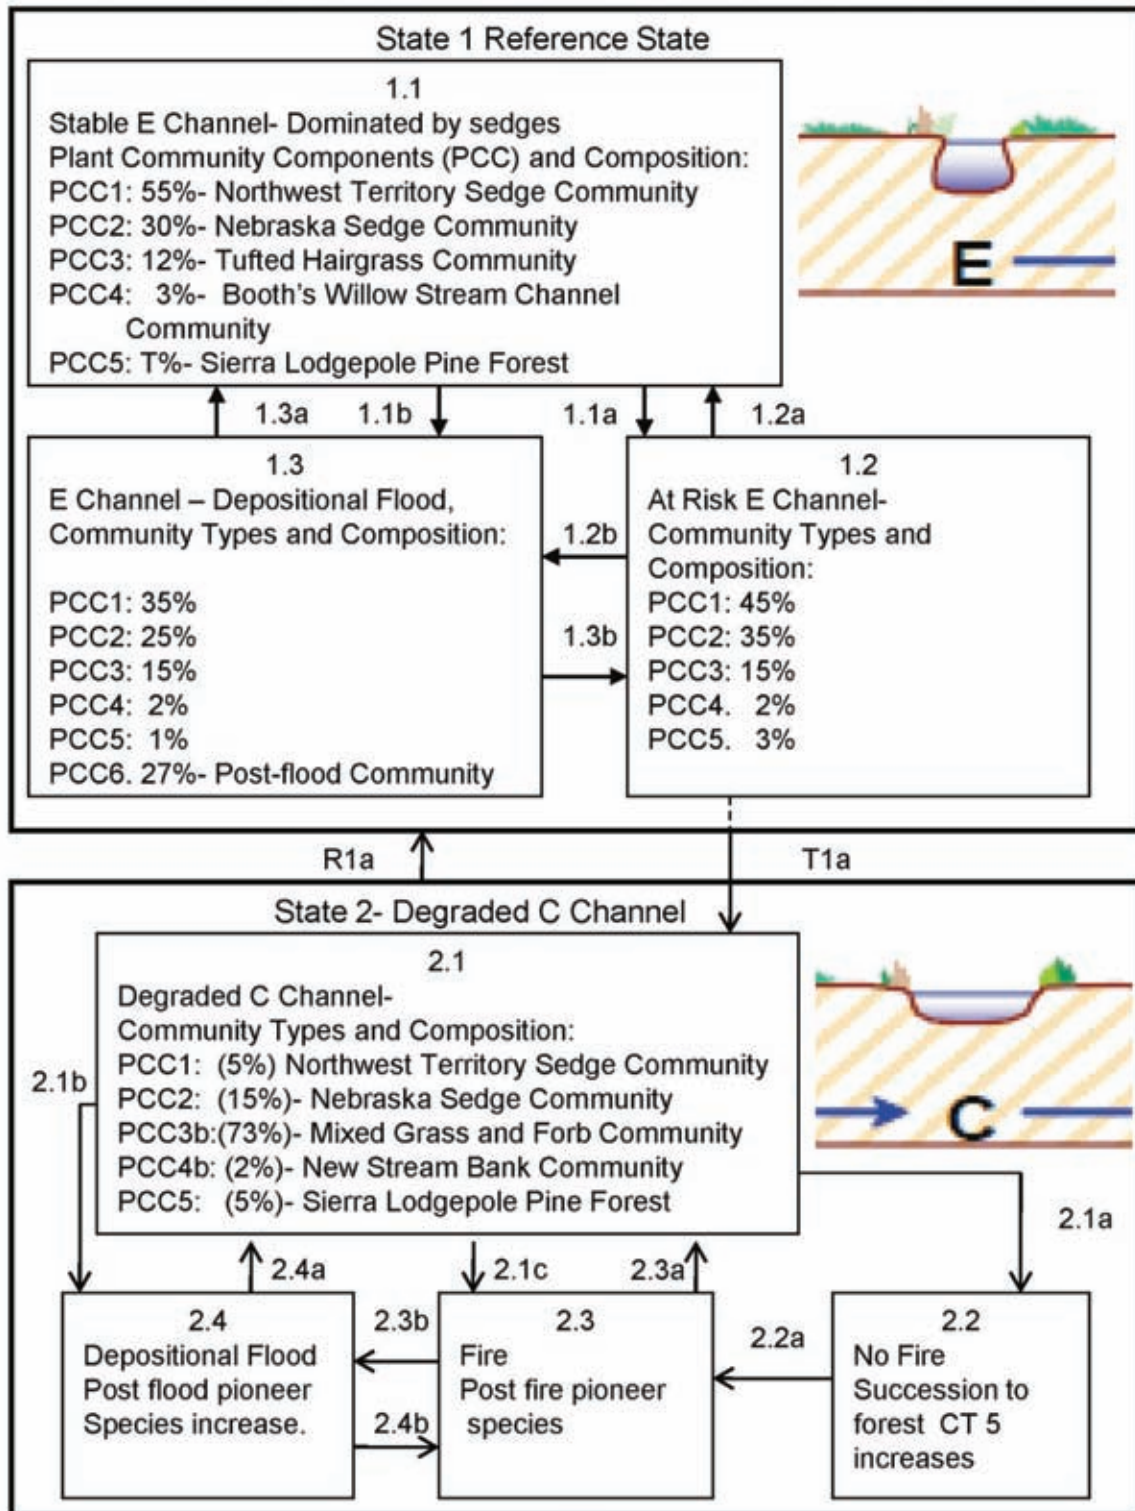 State 1 Reference State
1.1
Stable E Channel- Dominated by sedges
Plant Community Components (PCC) and Composition:
PCC1: 55%- Northwest Territory Sedge Community
PCC2: 30%- Nebraska Sedge Community
PCC3: 12%- Tufted Hairgrass Community
PCC4: 3%- Booth's Willow Stream Channel
Community
PCC5: T%- Sierra Lodgepole Pine Forest
E
1.3a
1.1b
1.1a
1.2a
1.3
E Channel – Depositional Flood,
Community Types and Composition:
PCC1: 35%
PCC2: 25%
PCC3: 15%
PCC4: 2%
PCC5: 1%
PCC6. 27%- Post-flood Community
1.2b
1.3b
1.2
At Risk E Channel-
Community Types and
Composition:
PCC1: 45%
PCC2: 35%
PCC3: 15%
PCC4. 2%
PCC5. 3%
R1a
T1a
State 2- Degraded C Channel
2.1
Degraded C Channel-
Community Types and Composition:
PCC1: (5%) Northwest Territory Sedge Community
PCC2: (15%)- Nebraska Sedge Community
PCC3b:(73%)- Mixed Grass and Forb Community
PCC4b: (2%)- New Stream Bank Community
PCC5: (5%)- Sierra Lodgepole Pine Forest
C
2.1b
2.1a
2.4a
2.1c
2.3a
2.4
Depositional Flood
Post flood pioneer
Species increase.
2.3b
2.4b
2.3
Fire
Post fire pioneer
species
2.2a
2.2
No Fire
Succession to
forest CT 5
increases